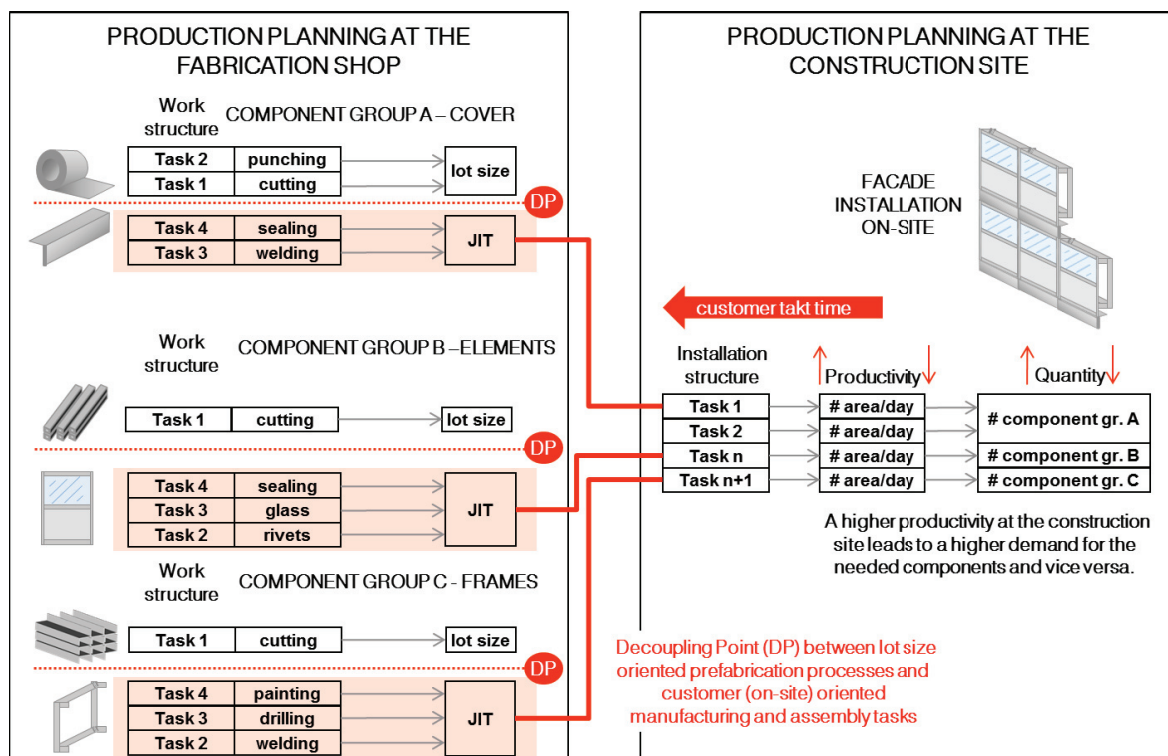 PRODUCTION PLANNING AT THE
FABRICATION SHOP
Work
structure
COMPONENT GROUP A – COVER
Task 2 punching
lot size
Task 1 cutting
DP
Task 4 sealing
JIT
Task 3 welding
Work
structure
COMPONENT GROUP B –ELEMENTS
Task 1 cutting lot size
DP
Task 4 sealing
Task 3 glass JIT
Task 2 rivets
Work
structure
COMPONENT GROUP C - FRAMES
Task 1 cutting lot size
DP
Task 4 painting
Task 3 drilling JIT
Task 2 welding
PRODUCTION PLANNING AT THE
CONSTRUCTION SITE
FACADE
INSTALLATION
ON-SITE
customer takt time
Installation
structure
Productivity
Quantity
Task 1 # area/day
# component gr. A
Task 2 # area/day
Task n # area/day # component gr. B
Task n+1 # area/day # component gr. C
A higher productivity at the construction
site leads to a higher demand for the
needed components and vice versa.
Decoupling Point (DP) between lot size
oriented prefabrication processes and
customer (on-site) oriented
manufacturing and assembly tasks